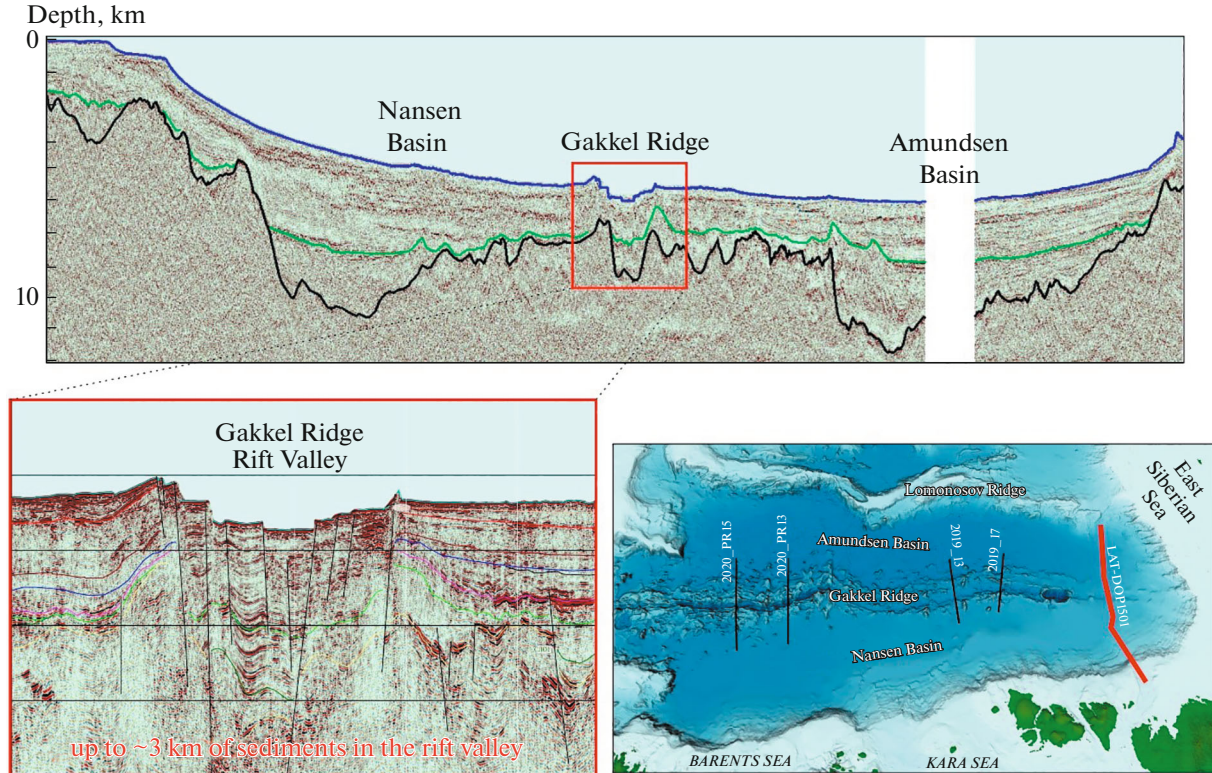 Depth, km
0
10
Nansen
Basin
Gakkel Ridge
Amundsen
Basin
Gakkel Ridge
Rift Valley
up to ~3 km of sediments in the rift valley
Lomonosov Ridge
East
Siberian
Sea
2020_PR15
2020_PR13
Amundsen Basin
2019_13
2019_17
LAT-DOP1501
Gakkel Ridge
Nansen Basin
BARENTS SEA
KARA SEA